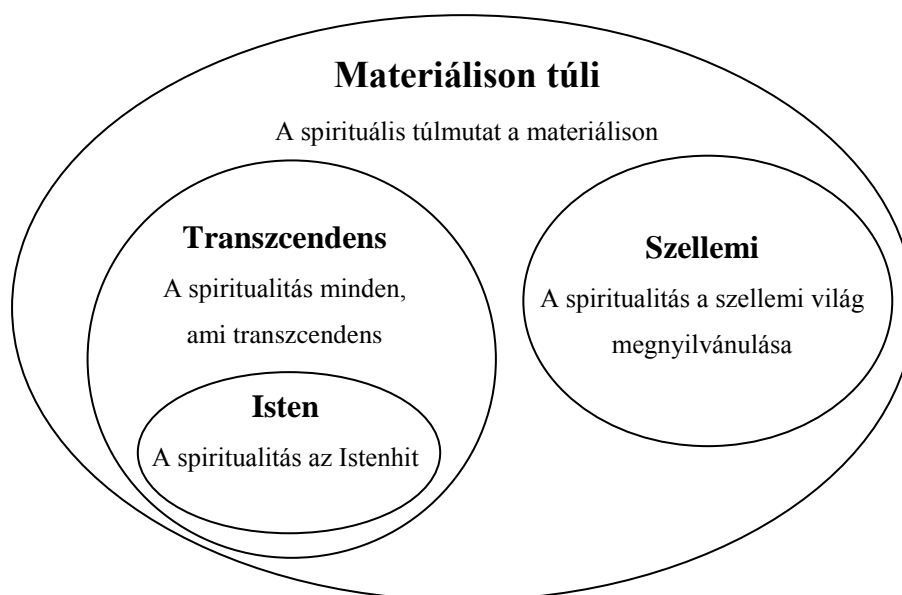 Materiálison túli
A spirituális túlmutat a materiálison
Transzcendens
A spiritualitás minden,
ami transzcendens
Szellemi
A spiritualitás a szellemi világ
megnyilvánulása
Isten
A spiritualitás az Istenhit